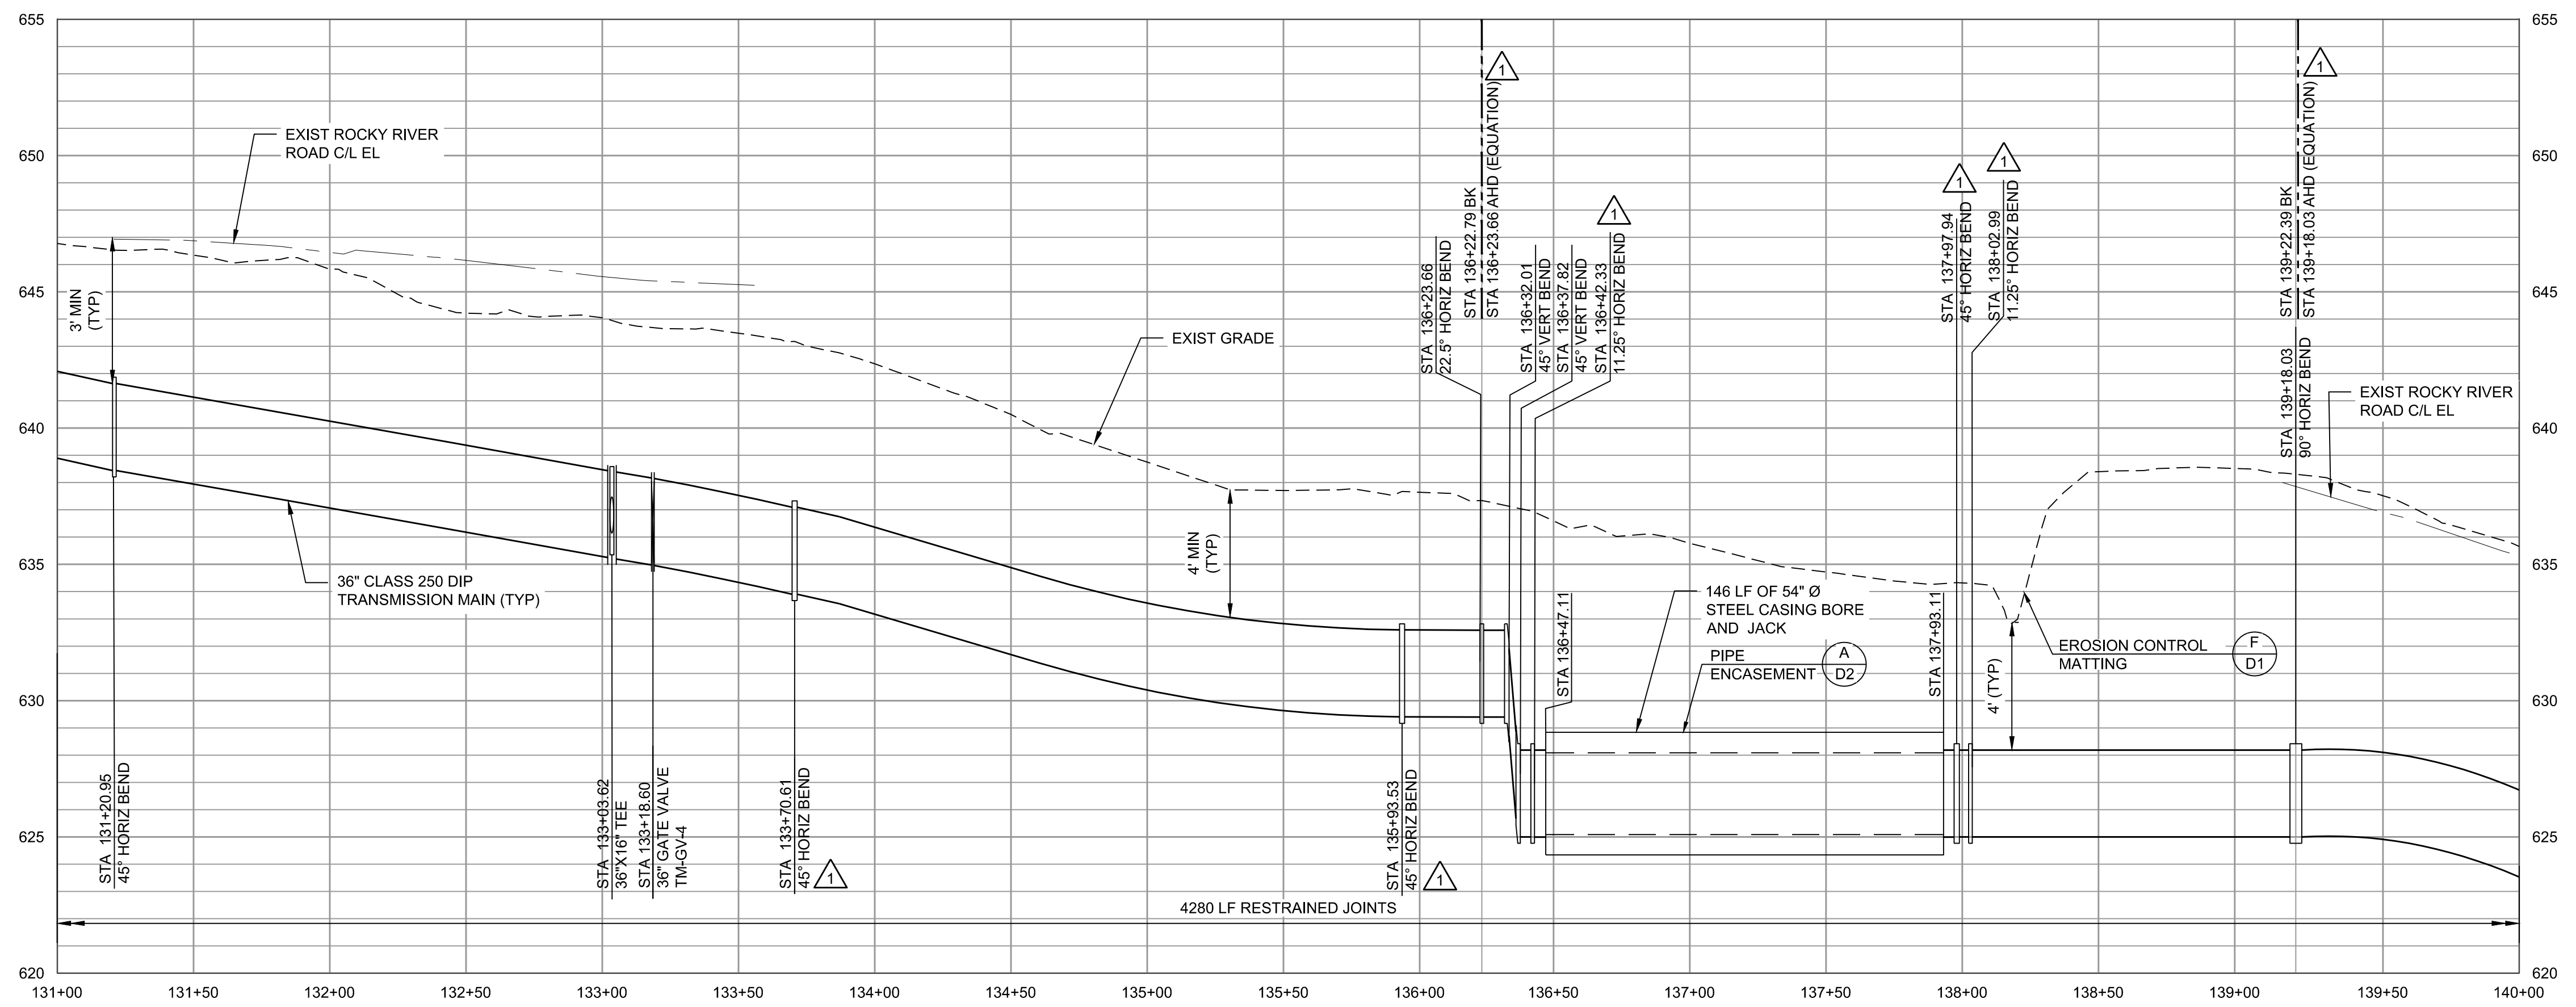 655
655
650
650
645
645
640
640
635
635
630
630
625
625
620
620
EXIST ROCKY RIVER
ROAD C/L EL
3' MIN
(TYP)
36" CLASS 250 DIP
TRANSMISSION MAIN (TYP)
STA 131+20.95
45° HORIZ BEND
STA 133+03.62
36"X16" TEE
STA 133+18.60
36" GATE VALVE
TM-GV-4
STA 133+70.61
45° HORIZ BEND
1
EXIST GRADE
4' MIN
(TYP)
STA 135+93.53
45° HORIZ BEND
1
4280 LF RESTRAINED JOINTS
STA 136+23.66
22.5° HORIZ BEND
STA 136+22.79 BK
STA 136+23.66 AHD (EQUATION)
1
STA 136+32.01
45° VERT BEND
STA 136+37.82
45° VERT BEND
STA 136+42.33
11.25° HORIZ BEND
1
STA 136+47.11
146 LF OF 54" Ø
STEEL CASING BORE
AND JACK
PIPE
ENCASEMENT
A
D2
STA 137+93.11
STA 137+97.94
45° HORIZ BEND
1
STA 138+02.99
11.25° HORIZ BEND
1
4' (TYP)
EROSION CONTROL
MATTING
F
D1
STA 139+22.39 BK
STA 139+18.03 AHD (EQUATION)
1
STA 139+18.03
90° HORIZ BEND
EXIST ROCKY RIVER
ROAD C/L EL
131+00
131+50
132+00
132+50
133+00
133+50
134+00
134+50
135+00
135+50
136+00
136+50
137+00
137+50
138+00
138+50
139+00
139+50
140+00